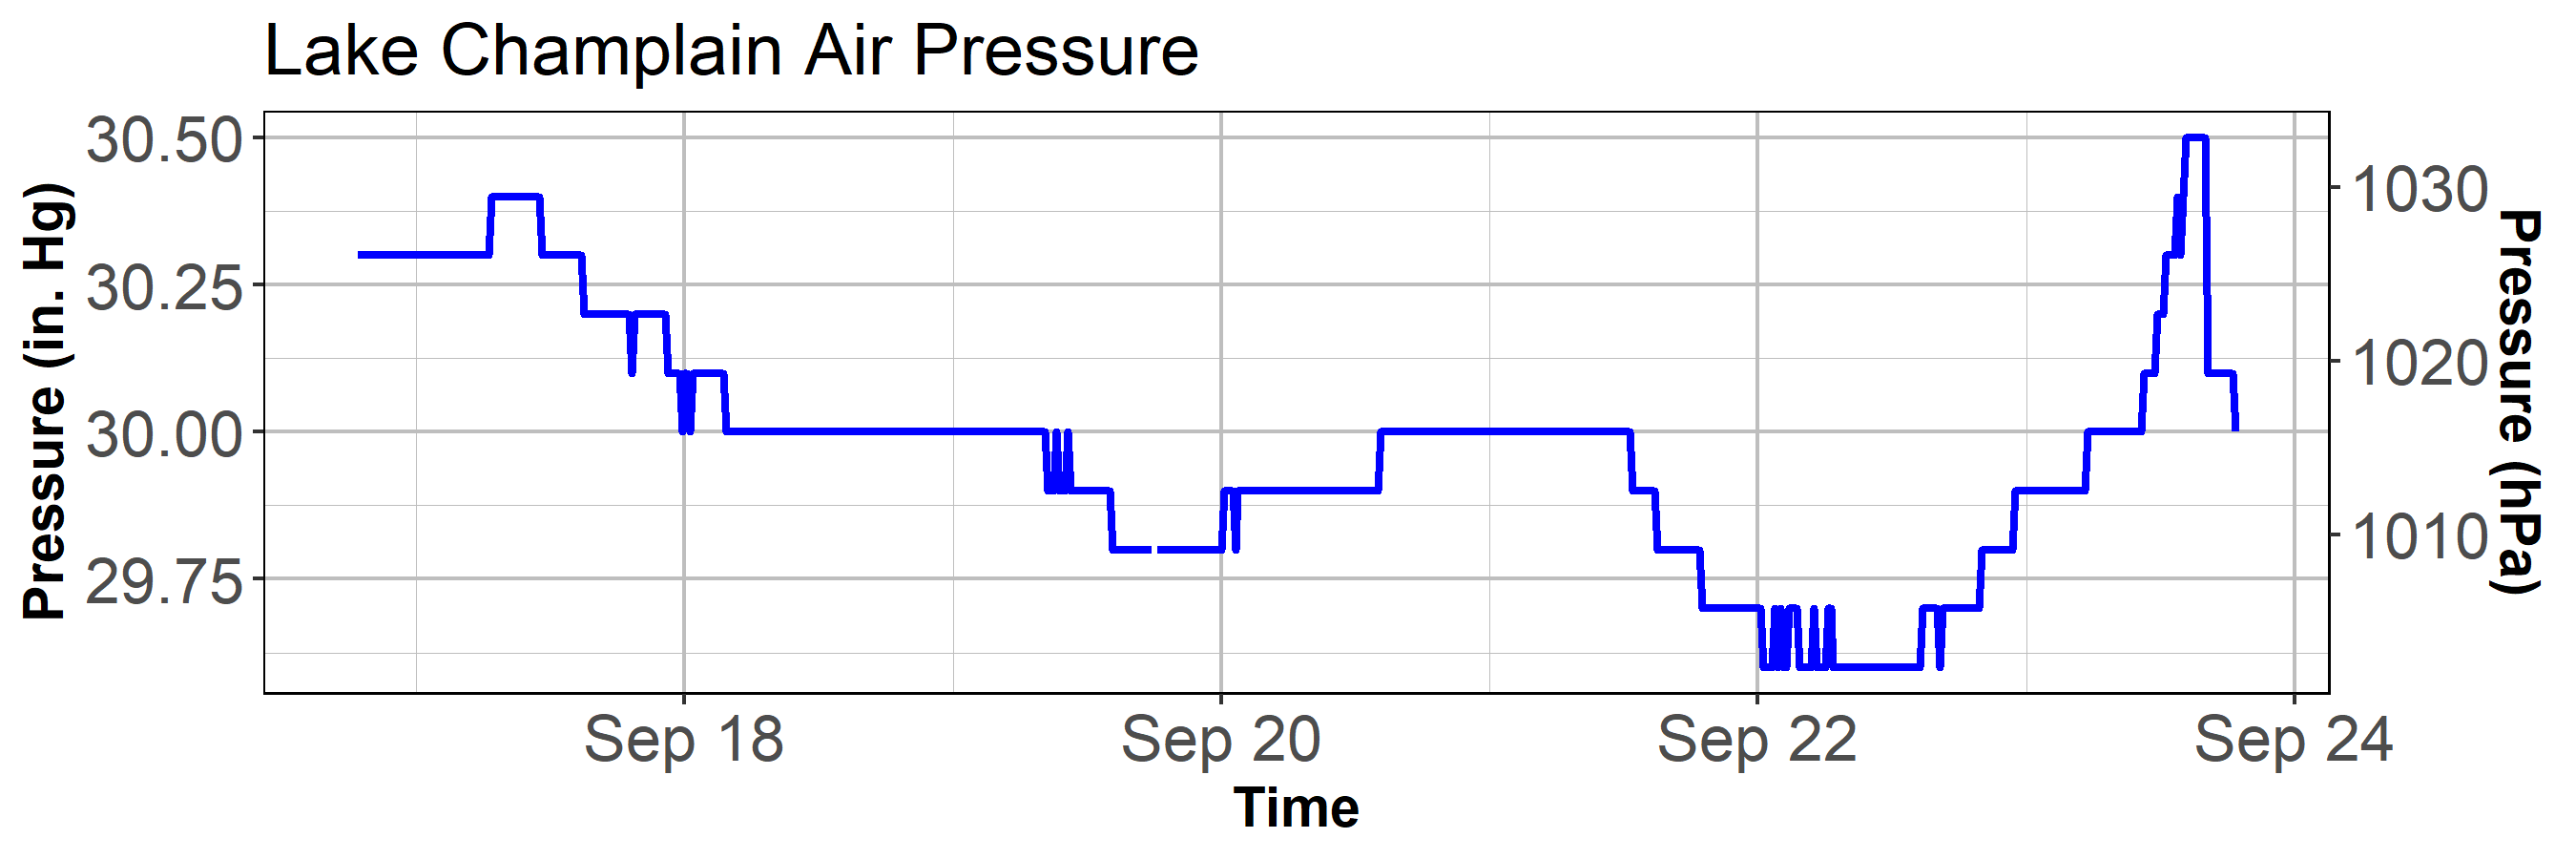 Lake Champlain Air Pressure
Pressure (in. Hg)
30.50
30.25
30.00
29.75
1030
1020
1010
Pressure (hPa)
Sep 18 Sep 20 Sep 22 Sep 24
Time